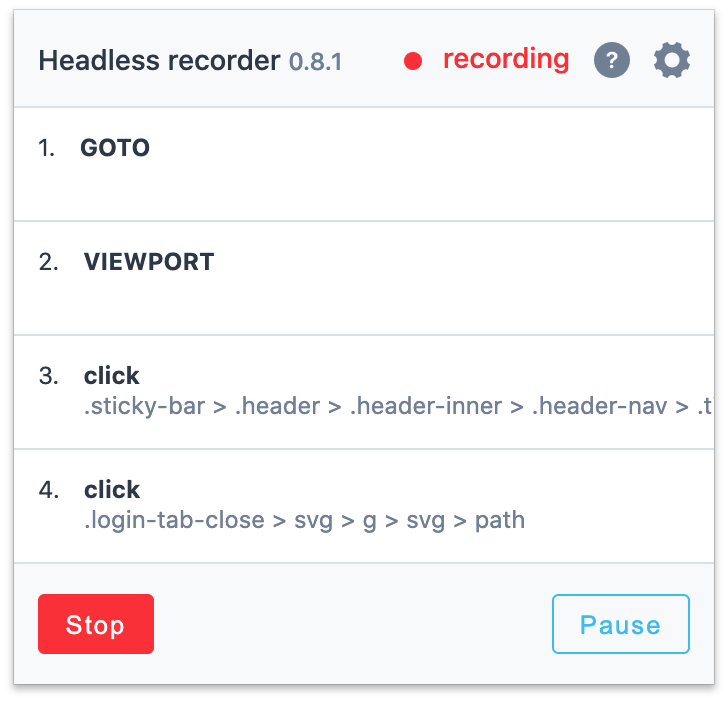 Headless recorder 0.8.1 recording ?
1. GOTO
2. VIEWPORT
3. click
.sticky-bar > .header > .header-inner > .header-nav > .t
4. click
.login-tab-close > svg > g > svg > path
Stop Pause